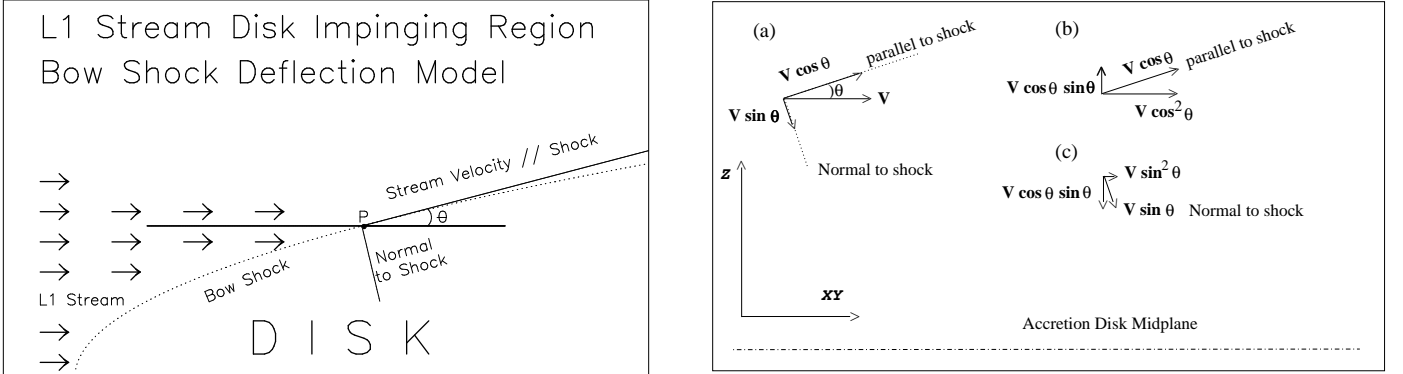 L1 Stream Disk Impinging Region
Bow Shock Deflection Model
Stream Velocity // Shock
P
θ
Normal
to Shock
Bow Shock
L1 Stream
DISK
(a)
parallel to shock
V cos θ
θ
V
V sin θ
Normal to shock
Z
XY
(b)
V cos θ
parallel to shock
V cos θ sin θ
V cos² θ
(c)
V sin² θ
V cos θ sin θ
V sin θ
Normal to shock
Accretion Disk Midplane